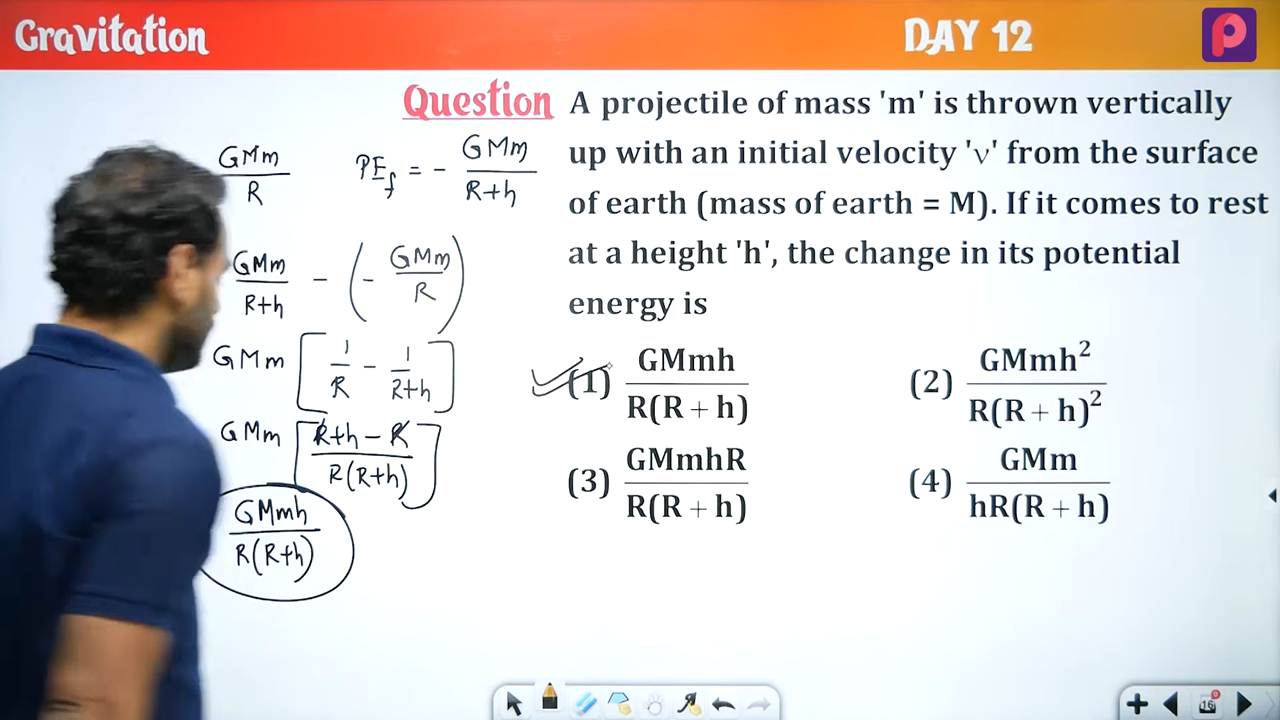 Gravitation
DAY 12
Question A projectile of mass 'm' is thrown vertically
up with an initial velocity 'v' from the surface
of earth (mass of earth = M). If it comes to rest
at a height 'h', the change in its potential
energy is
(1) GMmh / R(R + h)
(2) GMmh² / R(R + h)²
(3) GMmhR / R(R + h)
(4) GMm / hR(R + h)
GMm / R
PE_f = - GMm / R+h
GMm / R+h - (- GMm / R)
GMm [1/R - 1/R+h]
GMm [R+h-R / R(R+h)]
GMmh / R(R+h)
16